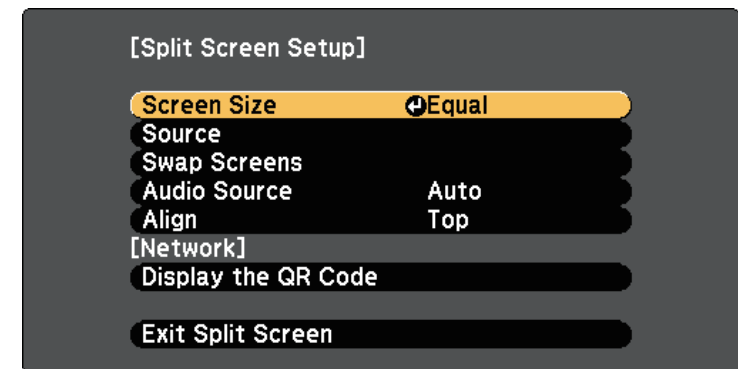 [Split Screen Setup]
Screen Size Equal
Source
Swap Screens
Audio Source Auto
Align Top
[Network]
Display the QR Code
Exit Split Screen